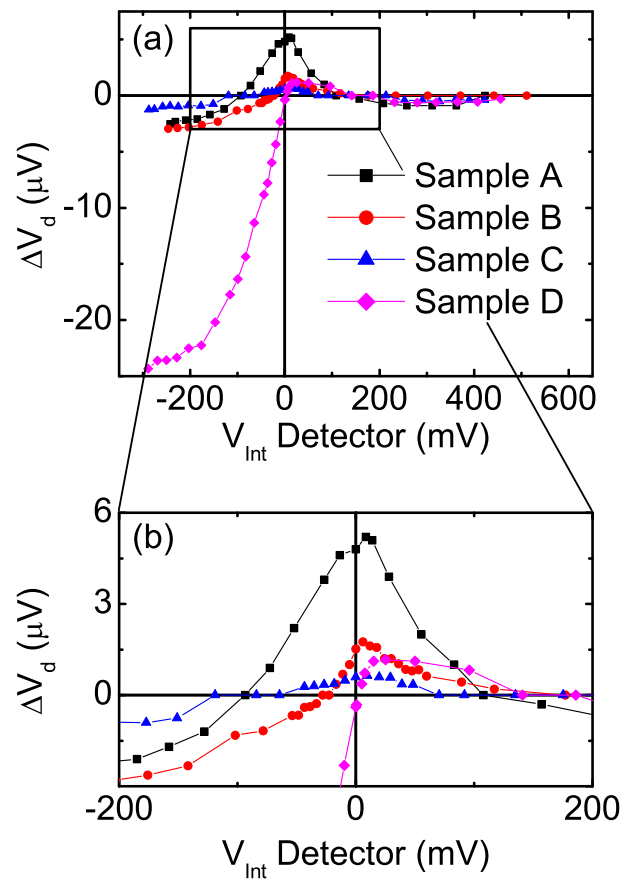 (a)
0
-10
-20
ΔV_d (μV)
Sample A
Sample B
Sample C
Sample D
-200 0 200 400 600
V_Int Detector (mV)
(b)
6
3
0
ΔV_d (μV)
-200 0 200
V_Int Detector (mV)